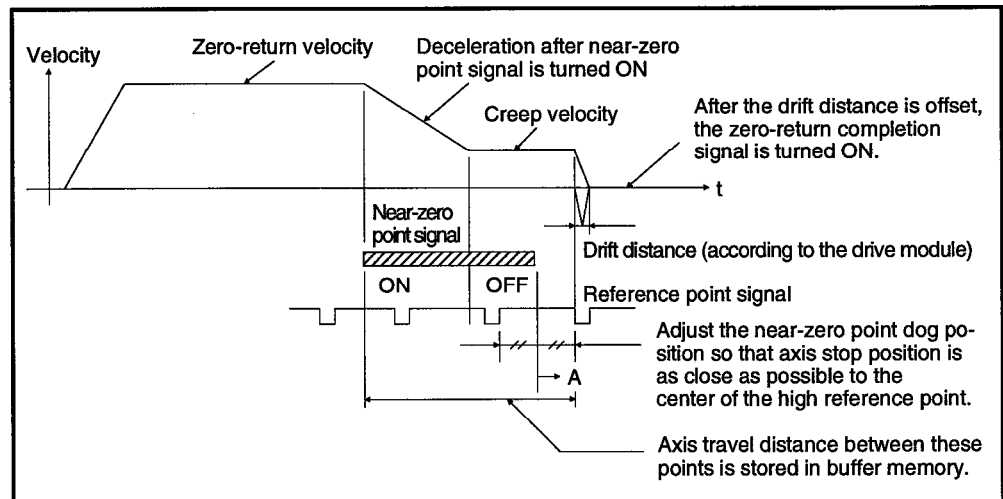 Velocity
Zero-return velocity
Deceleration after near-zero
point signal is turned ON
Creep velocity
After the drift distance is offset,
the zero-return completion
signal is turned ON.
t
Near-zero
point signal
Drift distance (according to the drive module)
ON
OFF
Reference point signal
A
Adjust the near-zero point dog po-
sition so that axis stop position is
as close as possible to the
center of the high reference point.
Axis travel distance between these
points is stored in buffer memory.